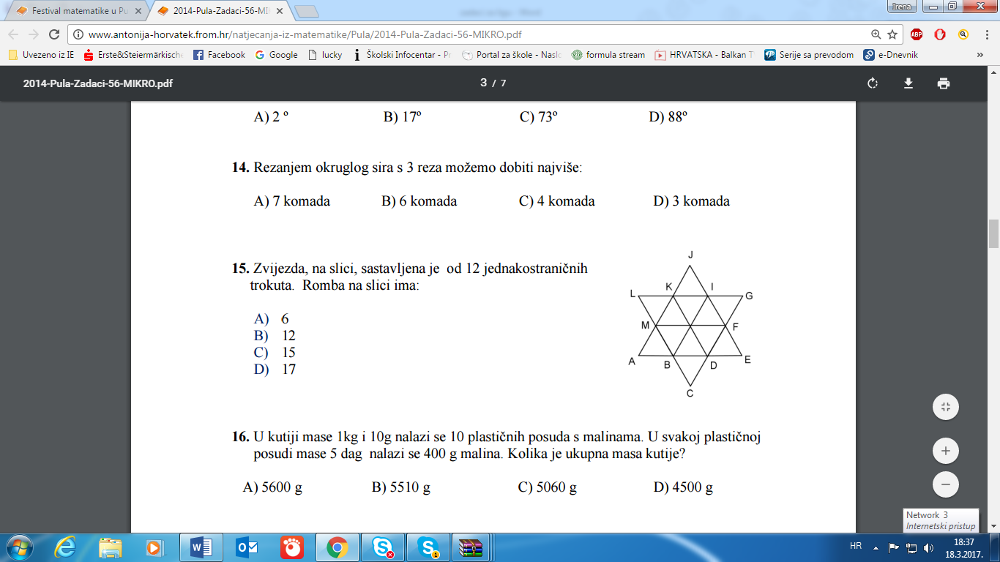 Festival matematike u Pu
2014-Pula-Zadaci-56-MI
Irena
www.antonija-horvatek.from.hr/natjecanja-iz-matematike/Pula/2014-Pula-Zadaci-56-MIKRO.pdf
ABP
Uvezeno iz IE
Erste&Steiermärkische
Facebook
Google
lucky
Školski Infocentar - Pr
Portal za škole - Naslo
formula stream
HRVATSKA - Balkan T
Serije sa prevodom
e-Dnevnik
»
2014-Pula-Zadaci-56-MIKRO.pdf
3 / 7
A) 2 º B) 17º C) 73º D) 88º
14. Rezanjem okruglog sira s 3 reza možemo dobiti najviše:
A) 7 komada B) 6 komada C) 4 komada D) 3 komada
15. Zvijezda, na slici, sastavljena je od 12 jednakostraničnih
trokuta. Romba na slici ima:
A) 6
B) 12
C) 15
D) 17
J
K I
L G
M F
A B D E
C
16. U kutiji mase 1kg i 10g nalazi se 10 plastičnih posuda s malinama. U svakoj plastičnoj
posudi mase 5 dag nalazi se 400 g malina. Kolika je ukupna masa kutije?
A) 5600 g B) 5510 g C) 5060 g D) 4500 g
Network 3
Internetski pristup
HR
18:37
18.3.2017.